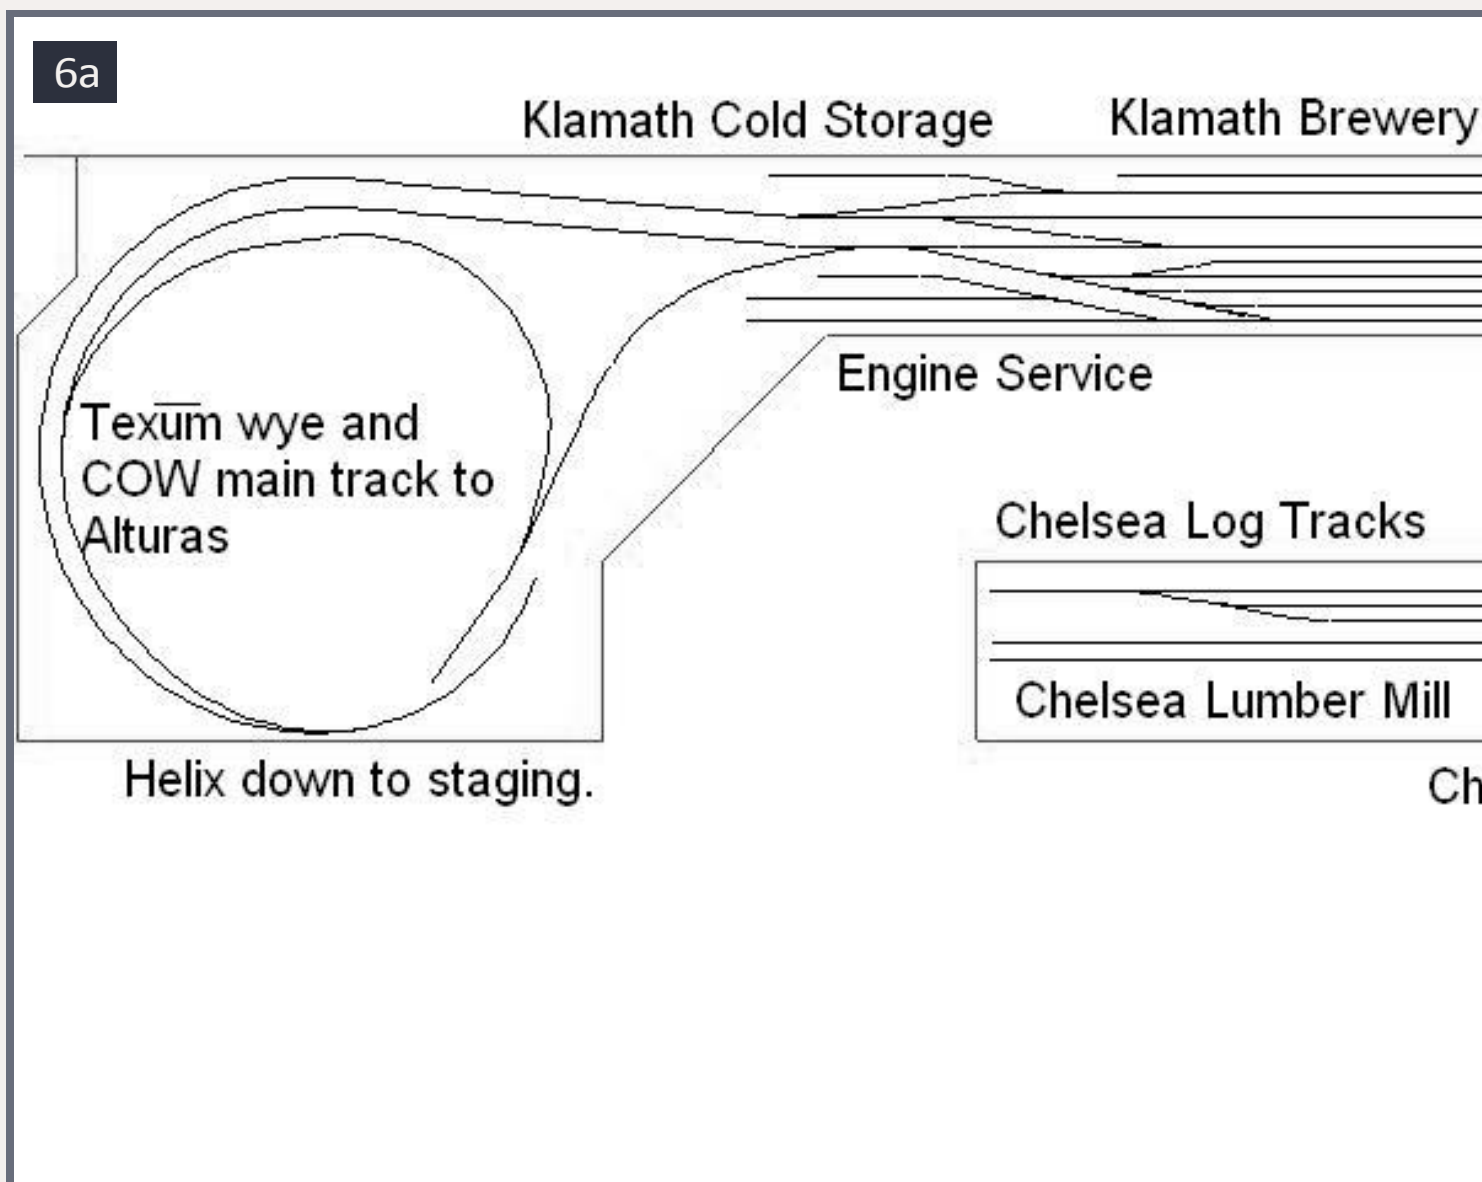 6a
Klamath Cold Storage
Klamath Brewery
Engine Service
Texum wye and
COW main track to
Alturas
Chelsea Log Tracks
Chelsea Lumber Mill
Helix down to staging.
Ch